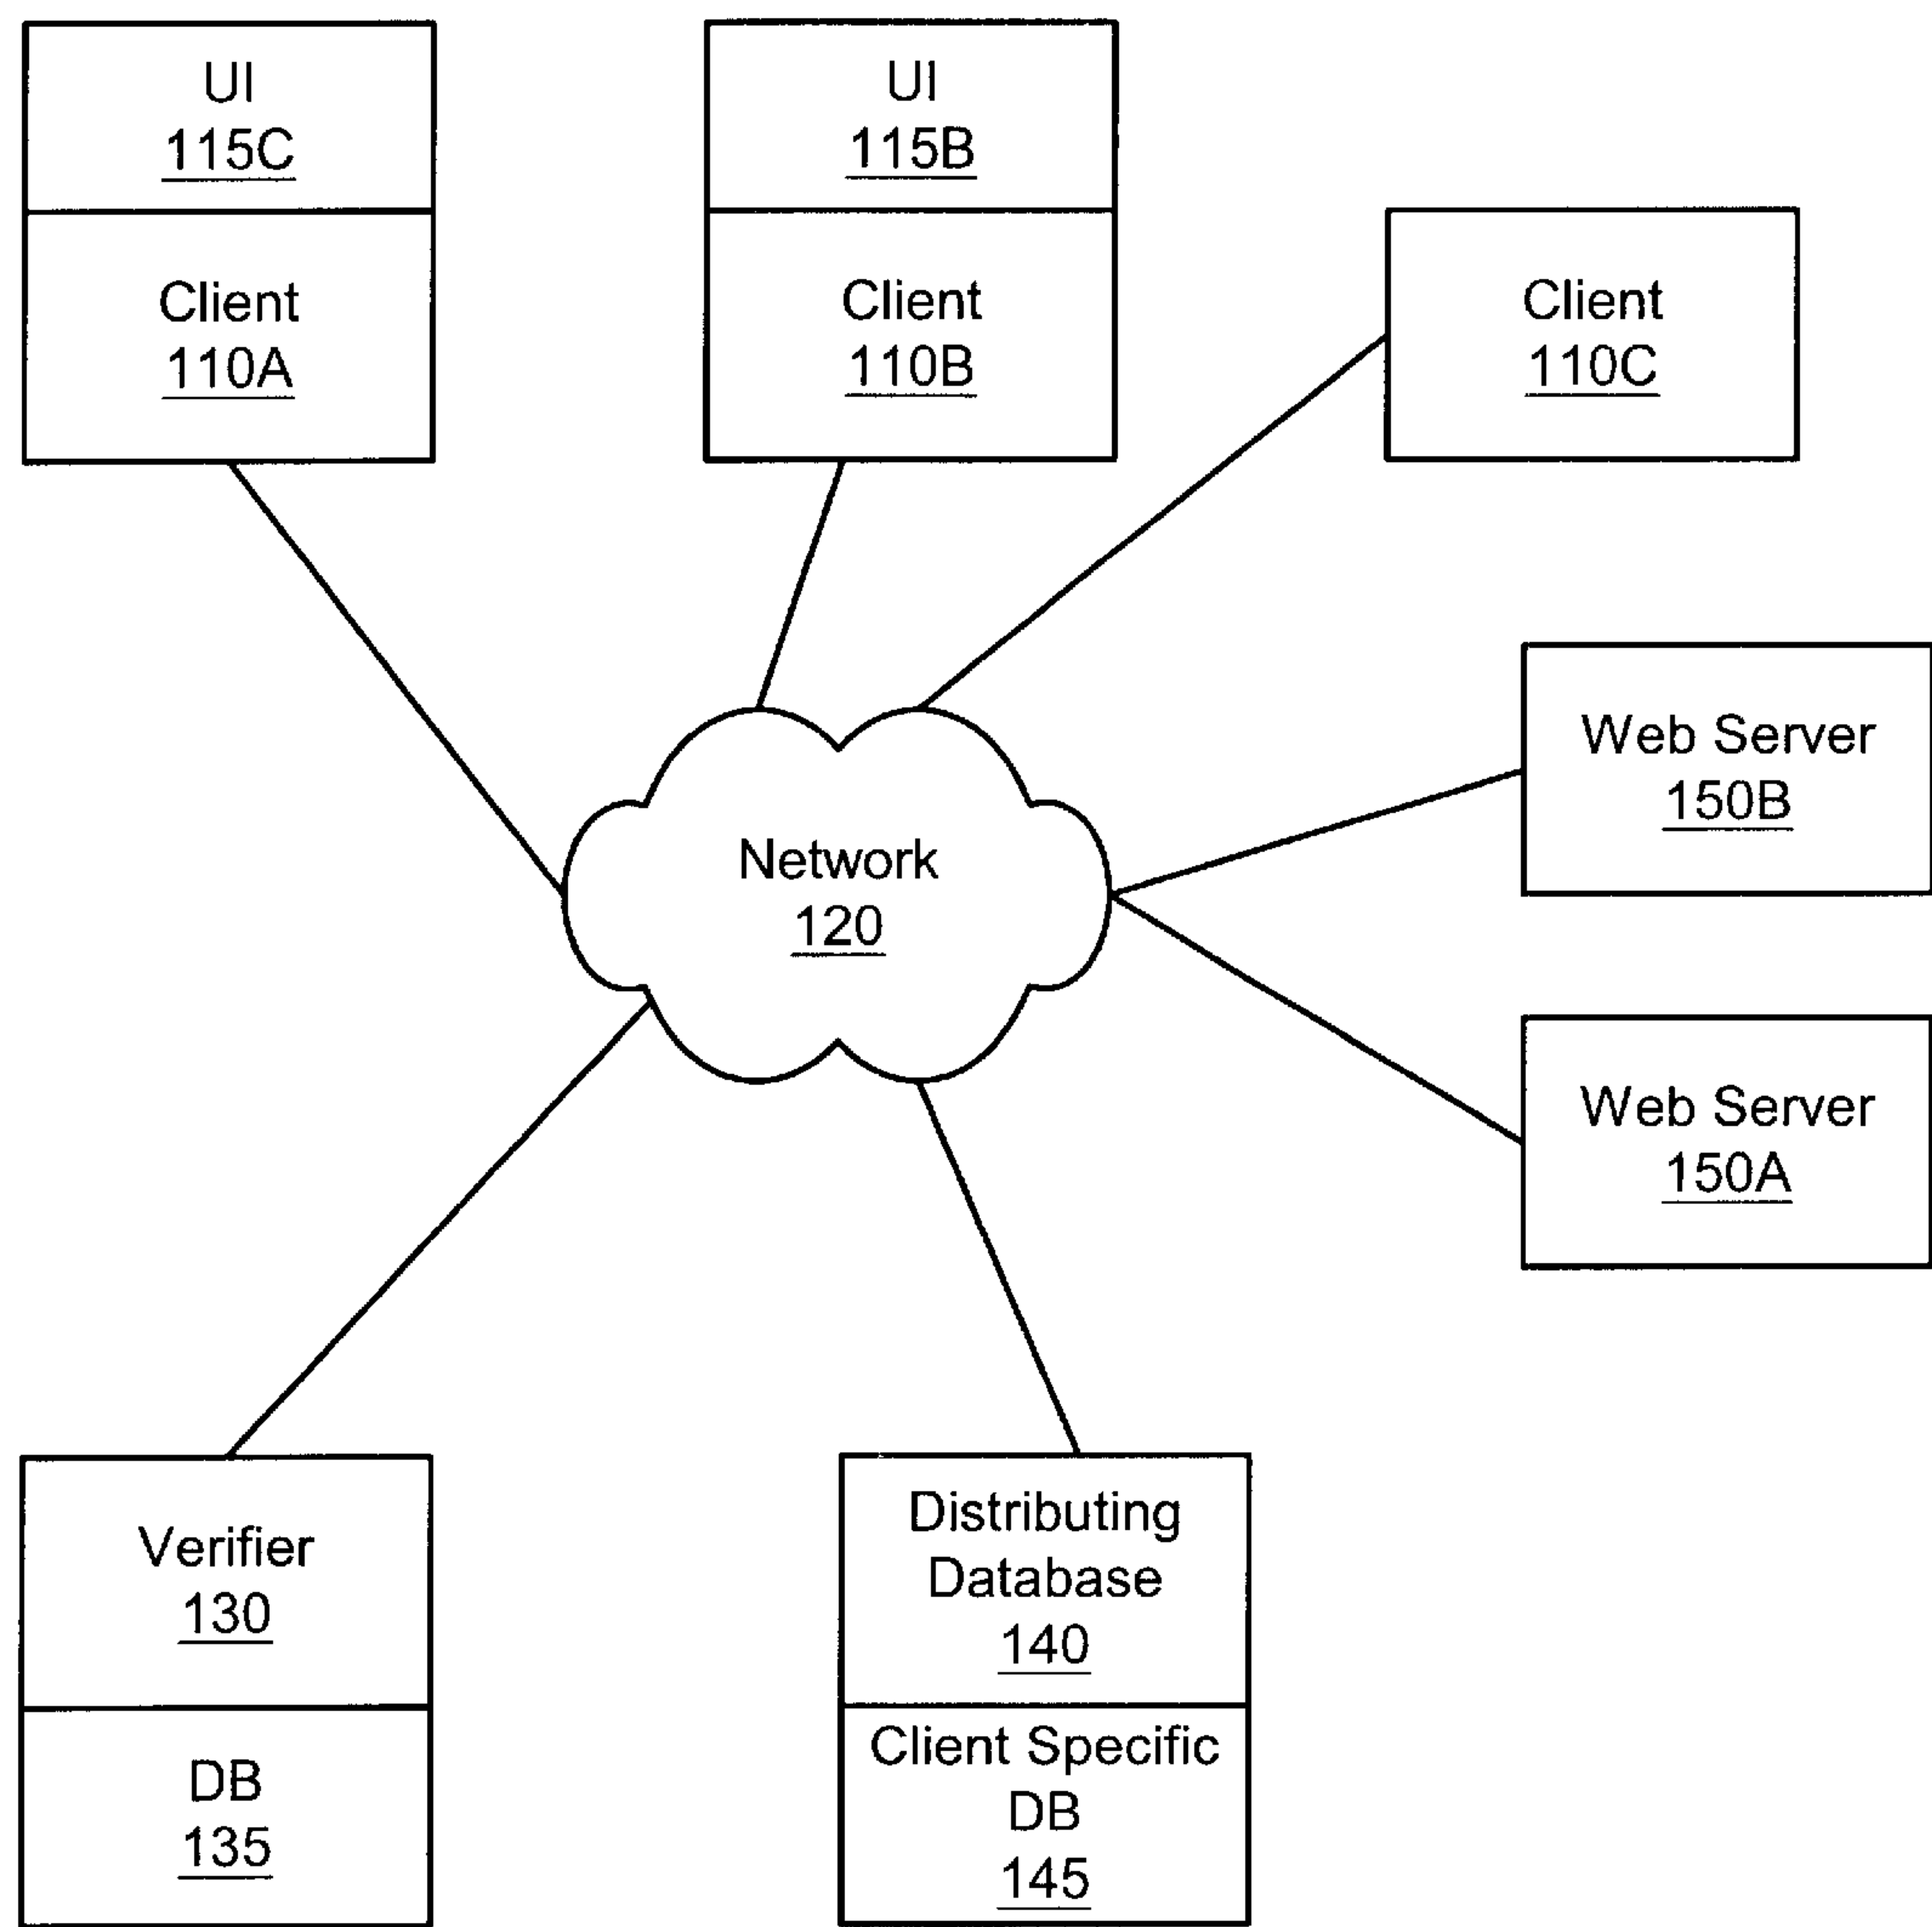 UI
115C
Client
110A
UI
115B
Client
110B
Client
110C
Web Server
150B
Network
120
Web Server
150A
Verifier
130
DB
135
Distributing
Database
140
Client Specific
DB
145